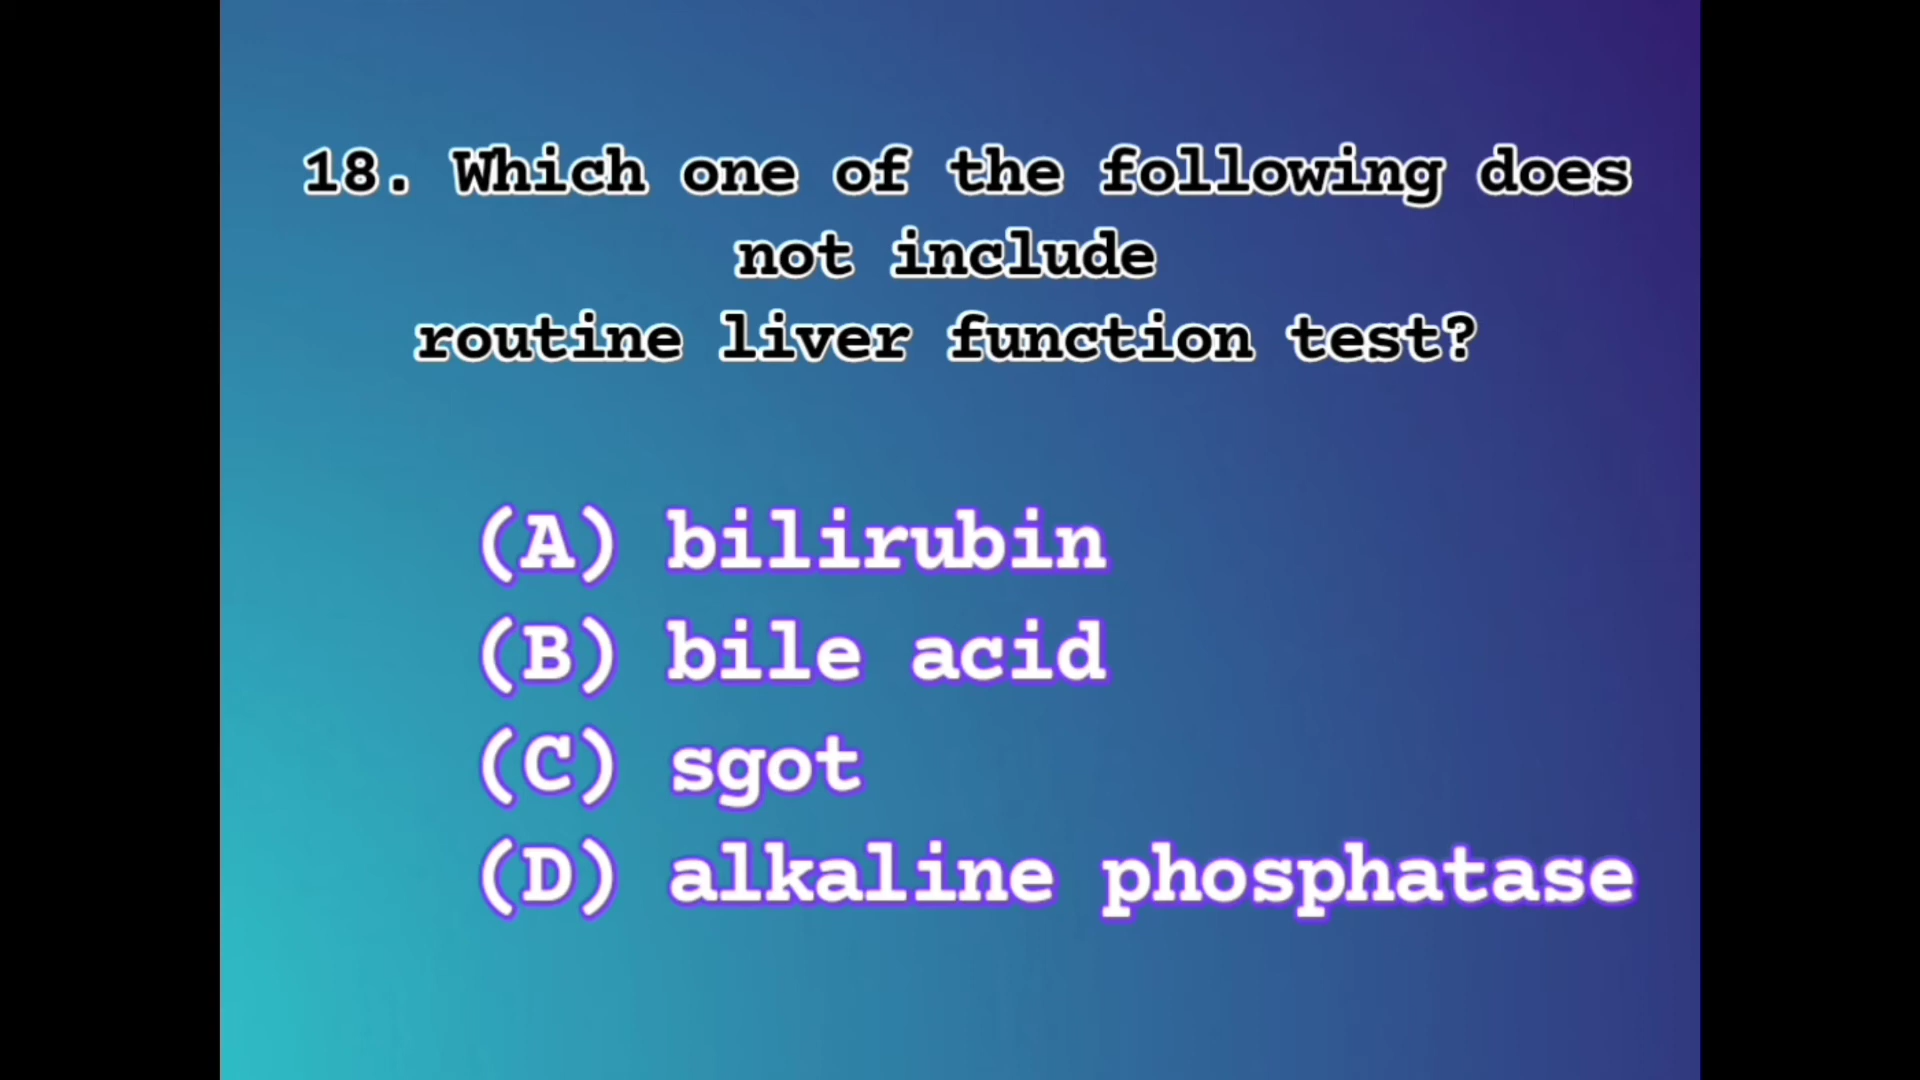 18. Which one of the following does
not include
routine liver function test?
(A) bilirubin
(B) bile acid
(C) sgot
(D) alkaline phosphatase